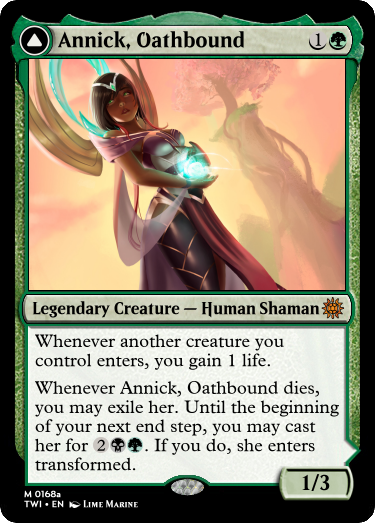 Annick, Oathbound 1
Legendary Creature — Human Shaman
Whenever another creature you
control enters, you gain 1 life.
Whenever Annick, Oathbound dies,
you may exile her. Until the beginning
of your next end step, you may cast
her for 2. If you do, she enters
transformed.
1/3
M 0168a
TWI • EN Lime Marine